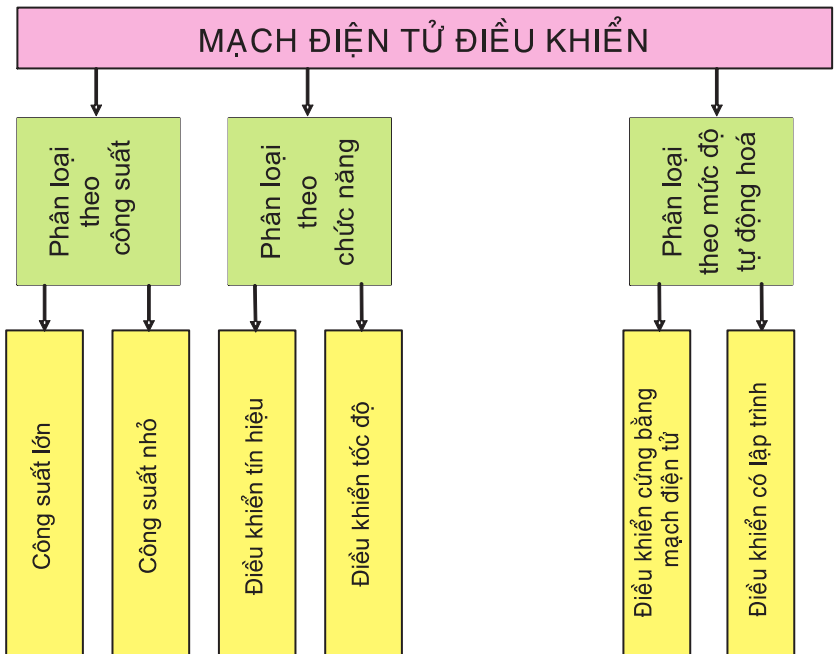 MẠCH ĐIỆN TỬ ĐIỀU KHIỂN
Phân loại
theo
công suất
Phân loại
theo
chức năng
Phân loại
theo mức độ
tự động hoá
Công suất lớn
Công suất nhỏ
Điều khiển tín hiệu
Điều khiển tốc độ
Điều khiển cứng bằng
mạch điện tử
Điều khiển có lập trình